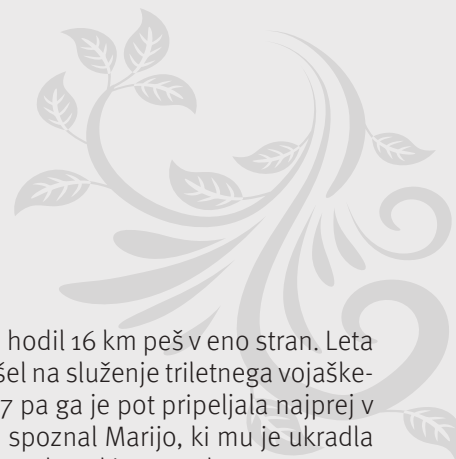 hodil 16 km peš v eno stran. Leta
šel na služenje triletnega vojaške-
7 pa ga je pot pripeljala najprej v
spoznal Marijo, ki mu je ukradla